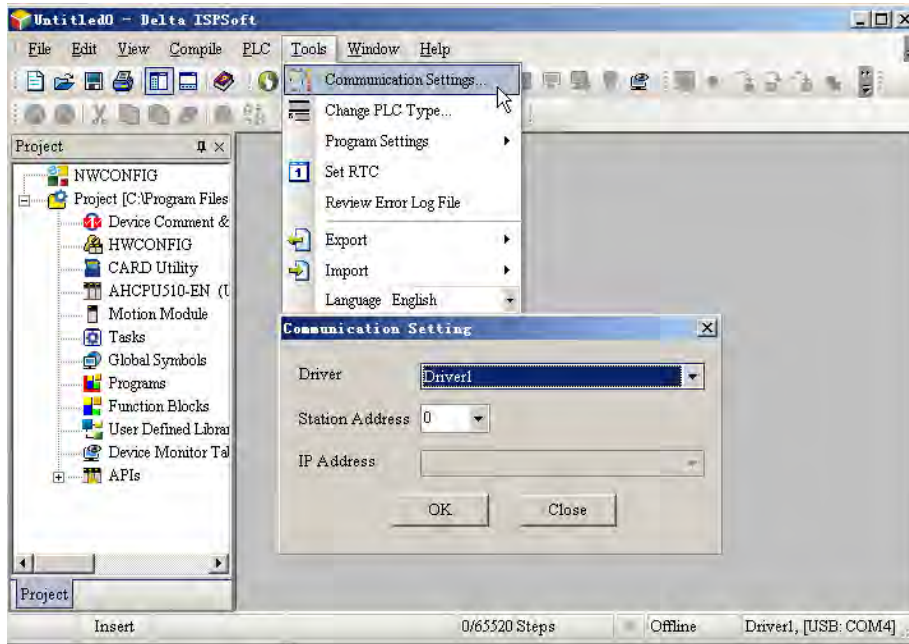 Untitled0 - Delta ISPSoft
File Edit View Compile PLC Tools Window Help
Communication Settings...
Change PLC Type...
Program Settings
1 Set RTC
Review Error Log File
Export
Import
Language English
Project
NWCONFIG
Project [C:\Program Files
Device Comment &
HWCONFIG
CARD Utility
AHCPU510-EN (U
Motion Module
Tasks
Global Symbols
Programs
Function Blocks
User Defined Librar
Device Monitor Tal
APIs
Communication Setting
Driver Driver1
Station Address 0
IP Address
OK Close
Project
Insert 0/65520 Steps Offline Driver1, [USB: COM4]